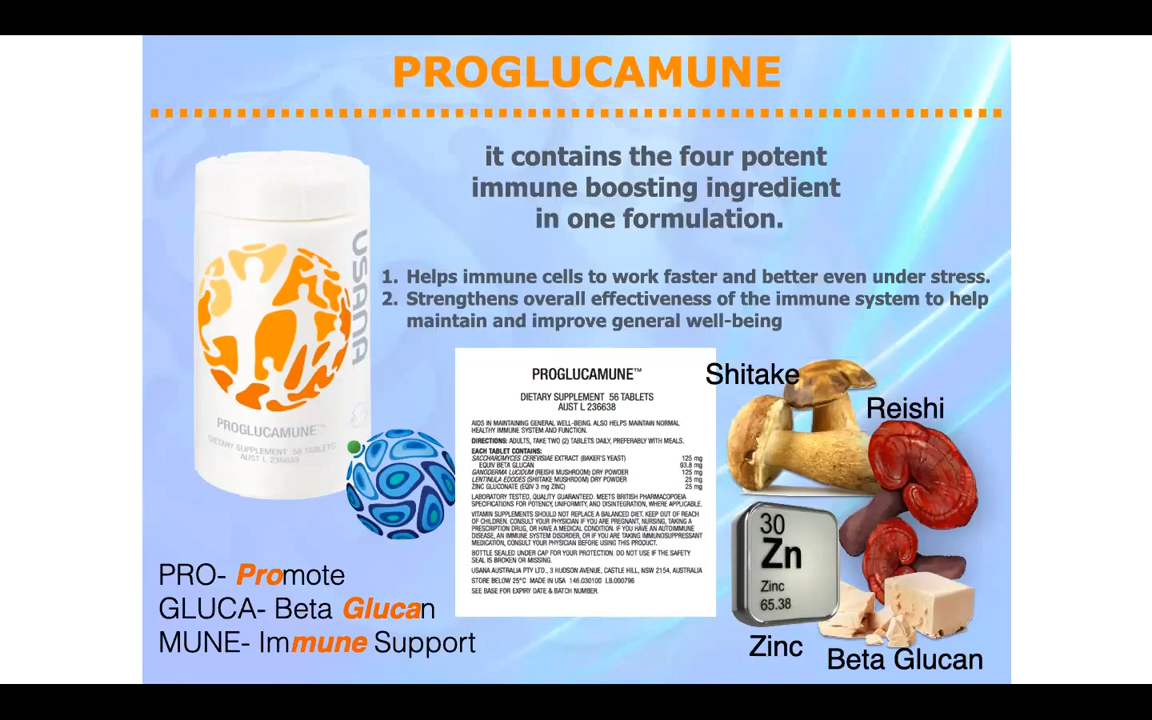 PROGLUCAMUNE
it contains the four potent
immune boosting ingredient
in one formulation.
1. Helps immune cells to work faster and better even under stress.
2. Strengthens overall effectiveness of the immune system to help
maintain and improve general well-being
USANA
PROGLUCAMUNE™
DIETARY SUPPLEMENT 56 TABLETS
AUST L 236638
PROGLUCAMUNE™
DIETARY SUPPLEMENT 56 TABLETS
AUST L 236638
AIDS IN MAINTAINING GENERAL WELL-BEING. ALSO HELPS MAINTAIN NORMAL
HEALTHY IMMUNE SYSTEM AND FUNCTION.
DIRECTIONS: ADULTS, TAKE TWO (2) TABLETS DAILY, PREFERABLY WITH MEALS.
EACH TABLET CONTAINS:
SACCHAROMYCES CEREVISIAE EXTRACT (BAKER'S YEAST) 125 mg
EQUIV BETA GLUCAN 93.8 mg
GANODERMA LUCIDUM (REISHI MUSHROOM) DRY POWDER 125 mg
LENTINULA EDODES (SHIITAKE MUSHROOM) DRY POWDER 25 mg
ZINC GLUCONATE (EQIV 3 mg ZINC) 25 mg
LABORATORY TESTED, QUALITY GUARANTEED. MEETS BRITISH PHARMACOPOEIA
SPECIFICATIONS FOR POTENCY, UNIFORMITY, AND DISINTEGRATION, WHERE APPLICABLE.
VITAMIN SUPPLEMENTS SHOULD NOT REPLACE A BALANCED DIET. KEEP OUT OF REACH
OF CHILDREN. CONSULT YOUR PHYSICIAN IF YOU ARE PREGNANT, NURSING, TAKING A
PRESCRIPTION DRUG, OR HAVE A MEDICAL CONDITION. IF YOU HAVE AN AUTOIMMUNE
DISEASE, AN IMMUNE SYSTEM DISORDER, OR IF YOU ARE TAKING IMMUNOSUPPRESSANT
MEDICATION, CONSULT YOUR PHYSICIAN BEFORE USING THIS PRODUCT.
BOTTLE SEALED UNDER CAP FOR YOUR PROTECTION. DO NOT USE IF THE SAFETY
SEAL IS BROKEN OR MISSING.
USANA AUSTRALIA PTY LTD., 3 HUDSON AVENUE, CASTLE HILL, NSW 2154, AUSTRALIA
STORE BELOW 25°C MADE IN USA 146.030100 LB.000796
SEE BASE FOR EXPIRY DATE & BATCH NUMBER.
Shitake
Reishi
30
Zn
Zinc
65.38
Zinc
Beta Glucan
PRO- Promote
GLUCA- Beta Glucan
MUNE- Immune Support